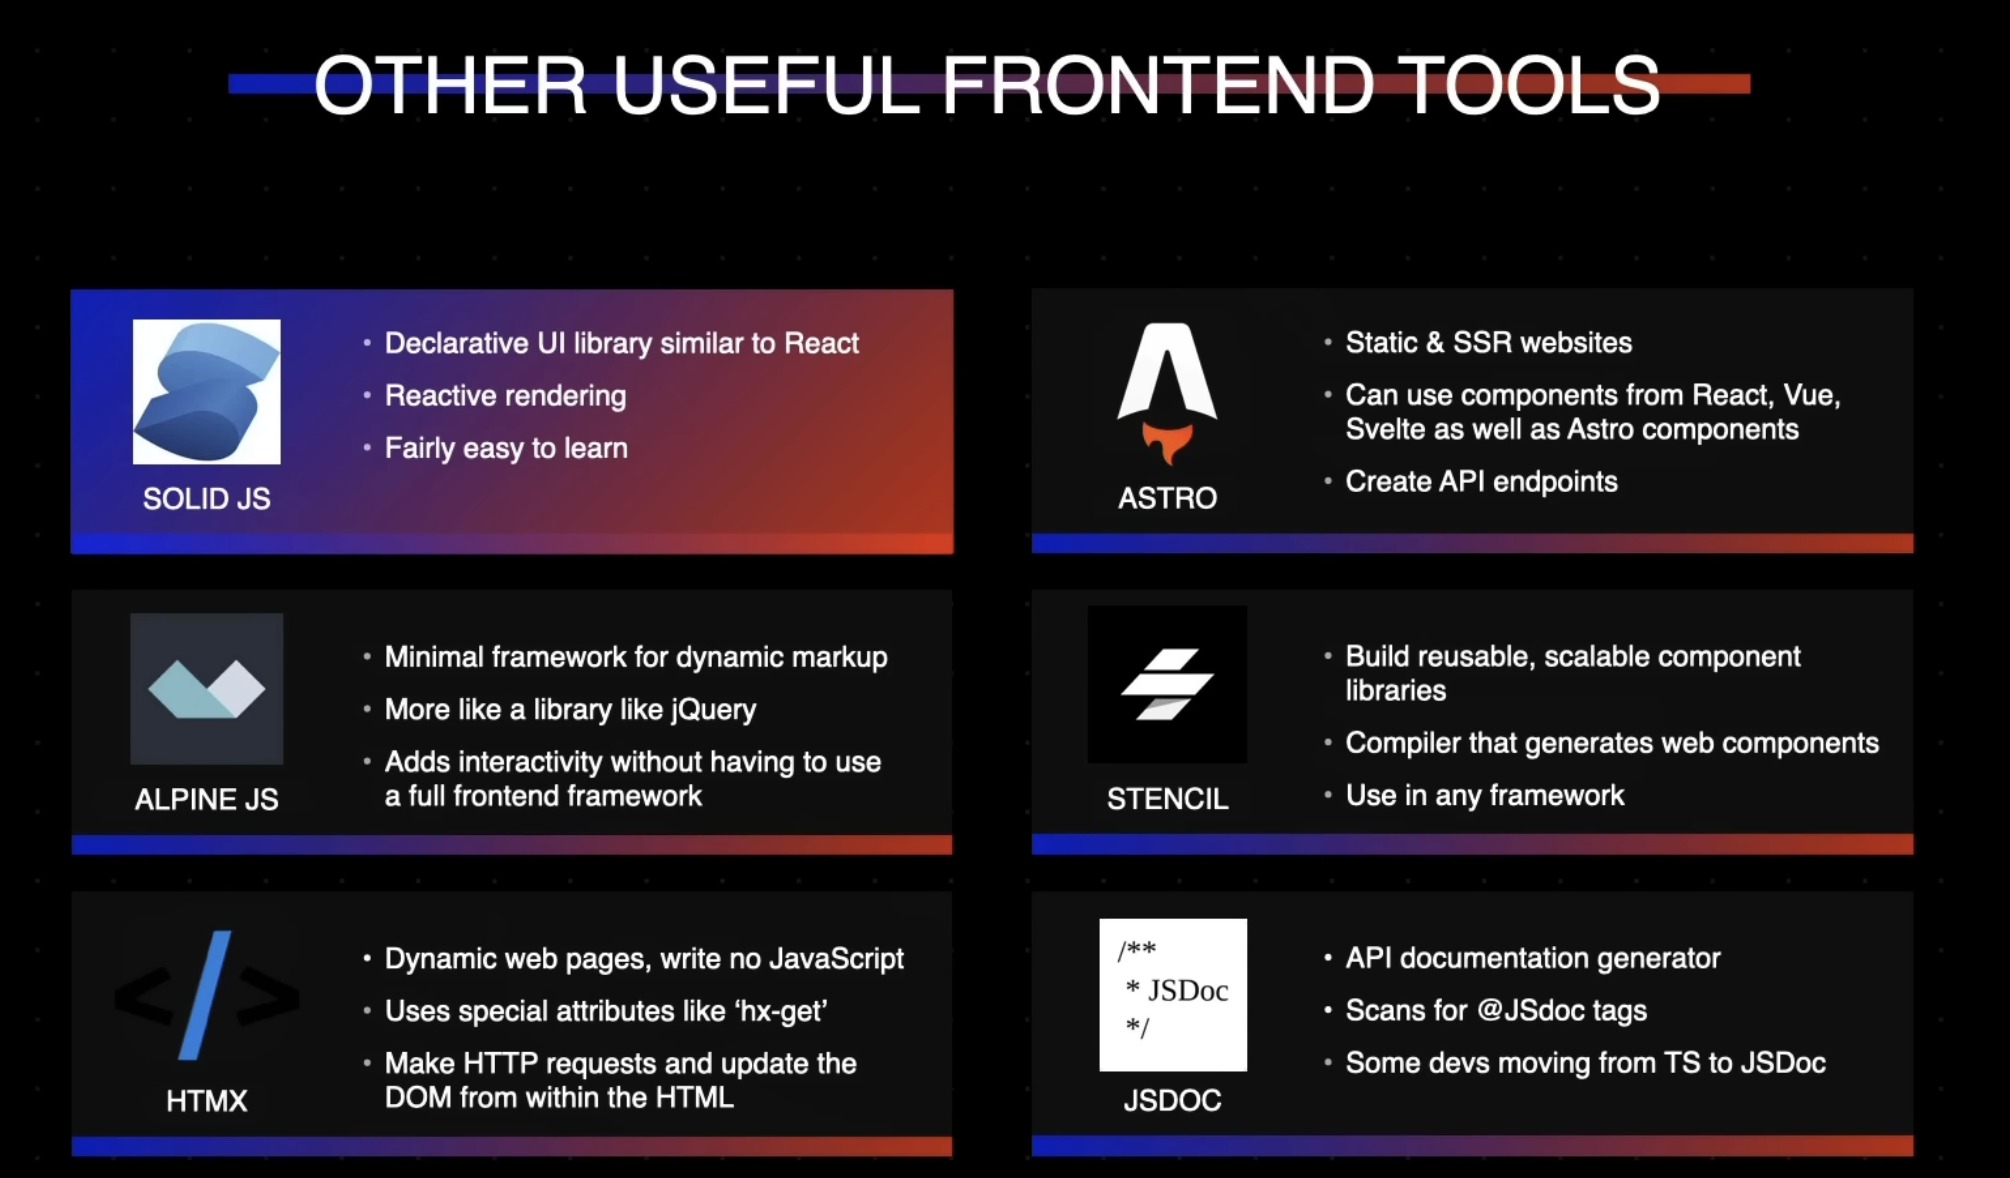 OTHER USEFUL FRONTEND TOOLS
• Declarative UI library similar to React
• Reactive rendering
• Fairly easy to learn
SOLID JS
• Static & SSR websites
• Can use components from React, Vue,
Svelte as well as Astro components
• Create API endpoints
ASTRO
• Minimal framework for dynamic markup
• More like a library like jQuery
• Adds interactivity without having to use
a full frontend framework
ALPINE JS
• Build reusable, scalable component
libraries
• Compiler that generates web components
• Use in any framework
STENCIL
</>
• Dynamic web pages, write no JavaScript
• Uses special attributes like ‘hx-get’
• Make HTTP requests and update the
DOM from within the HTML
HTMX
/**
* JSDoc
*/
• API documentation generator
• Scans for @JSdoc tags
• Some devs moving from TS to JSDoc
JSDOC